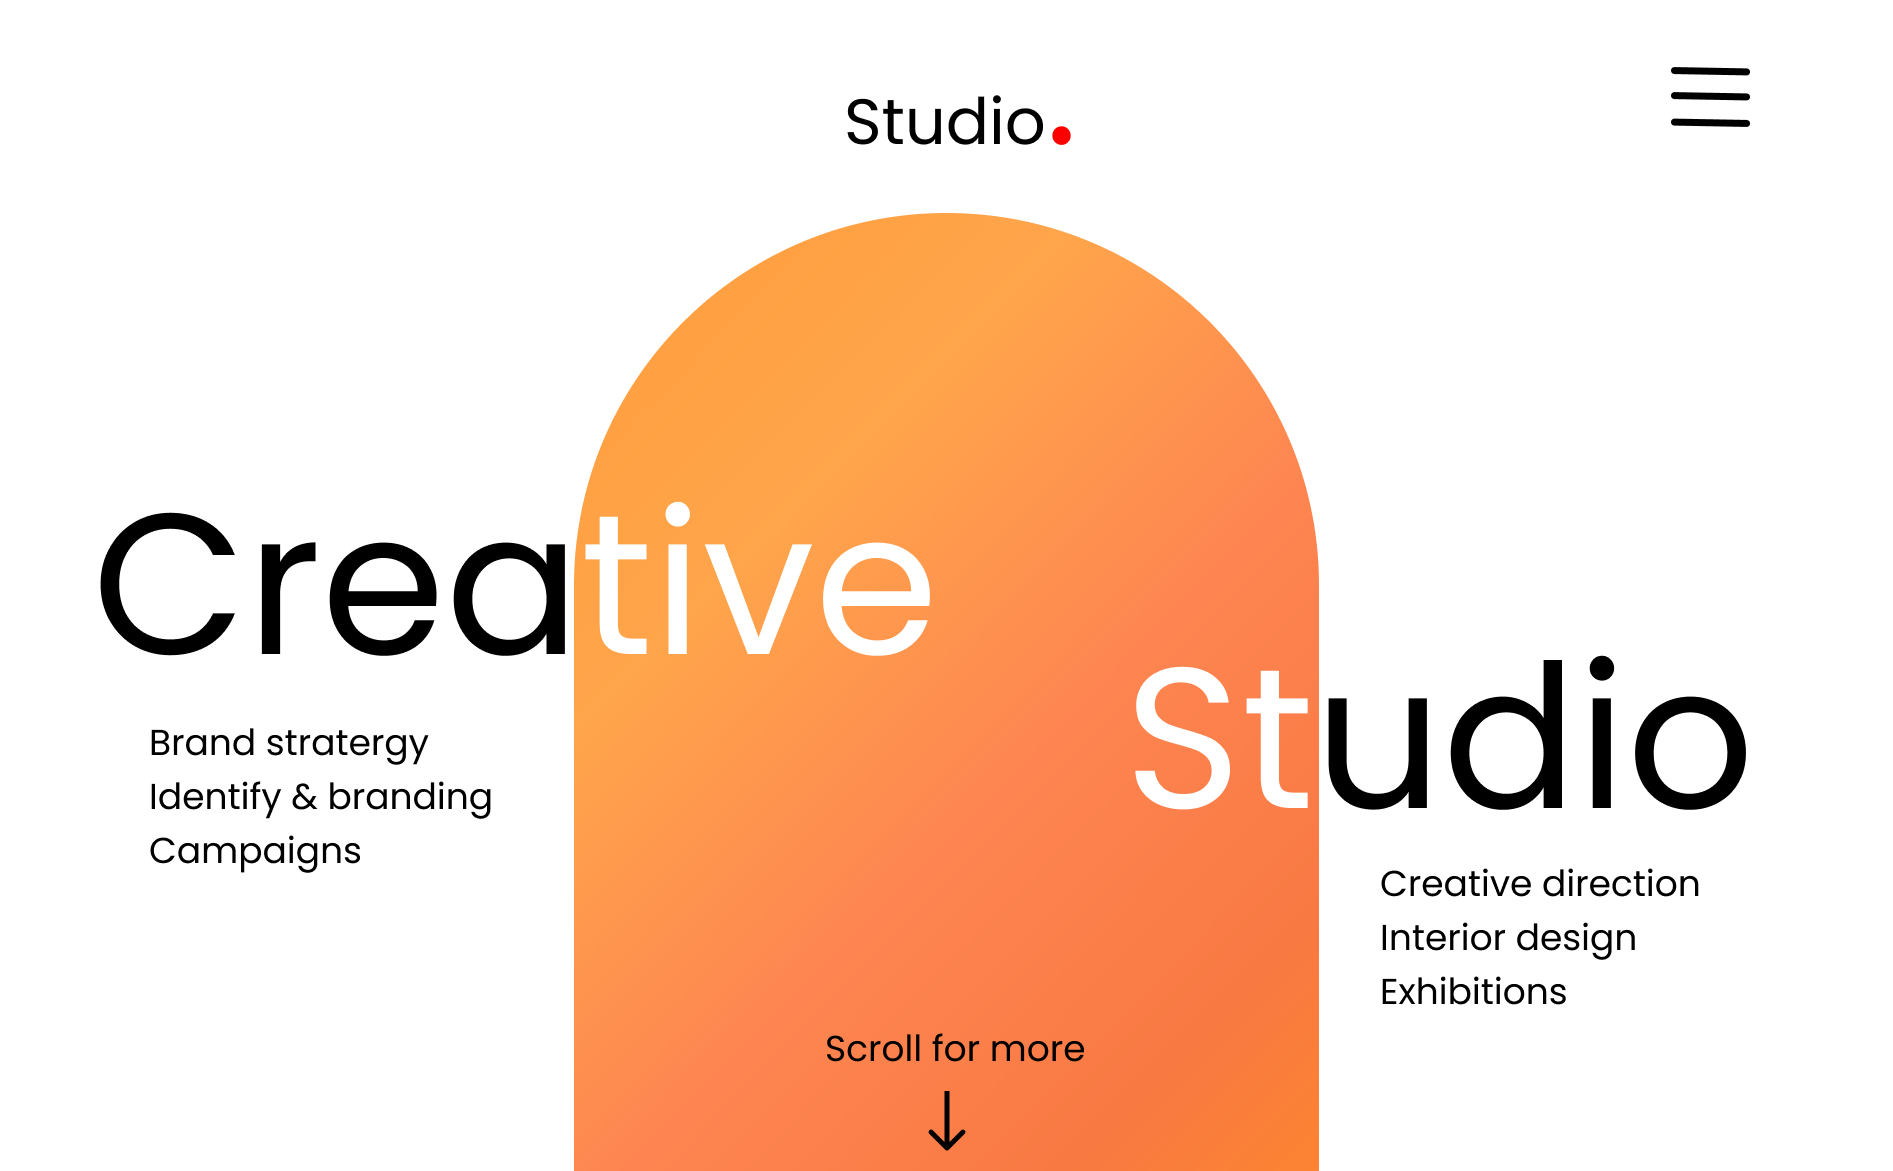 Studio.
Creative
Studio
Brand stratergy
Identify & branding
Campaigns
Creative direction
Interior design
Exhibitions
Scroll for more